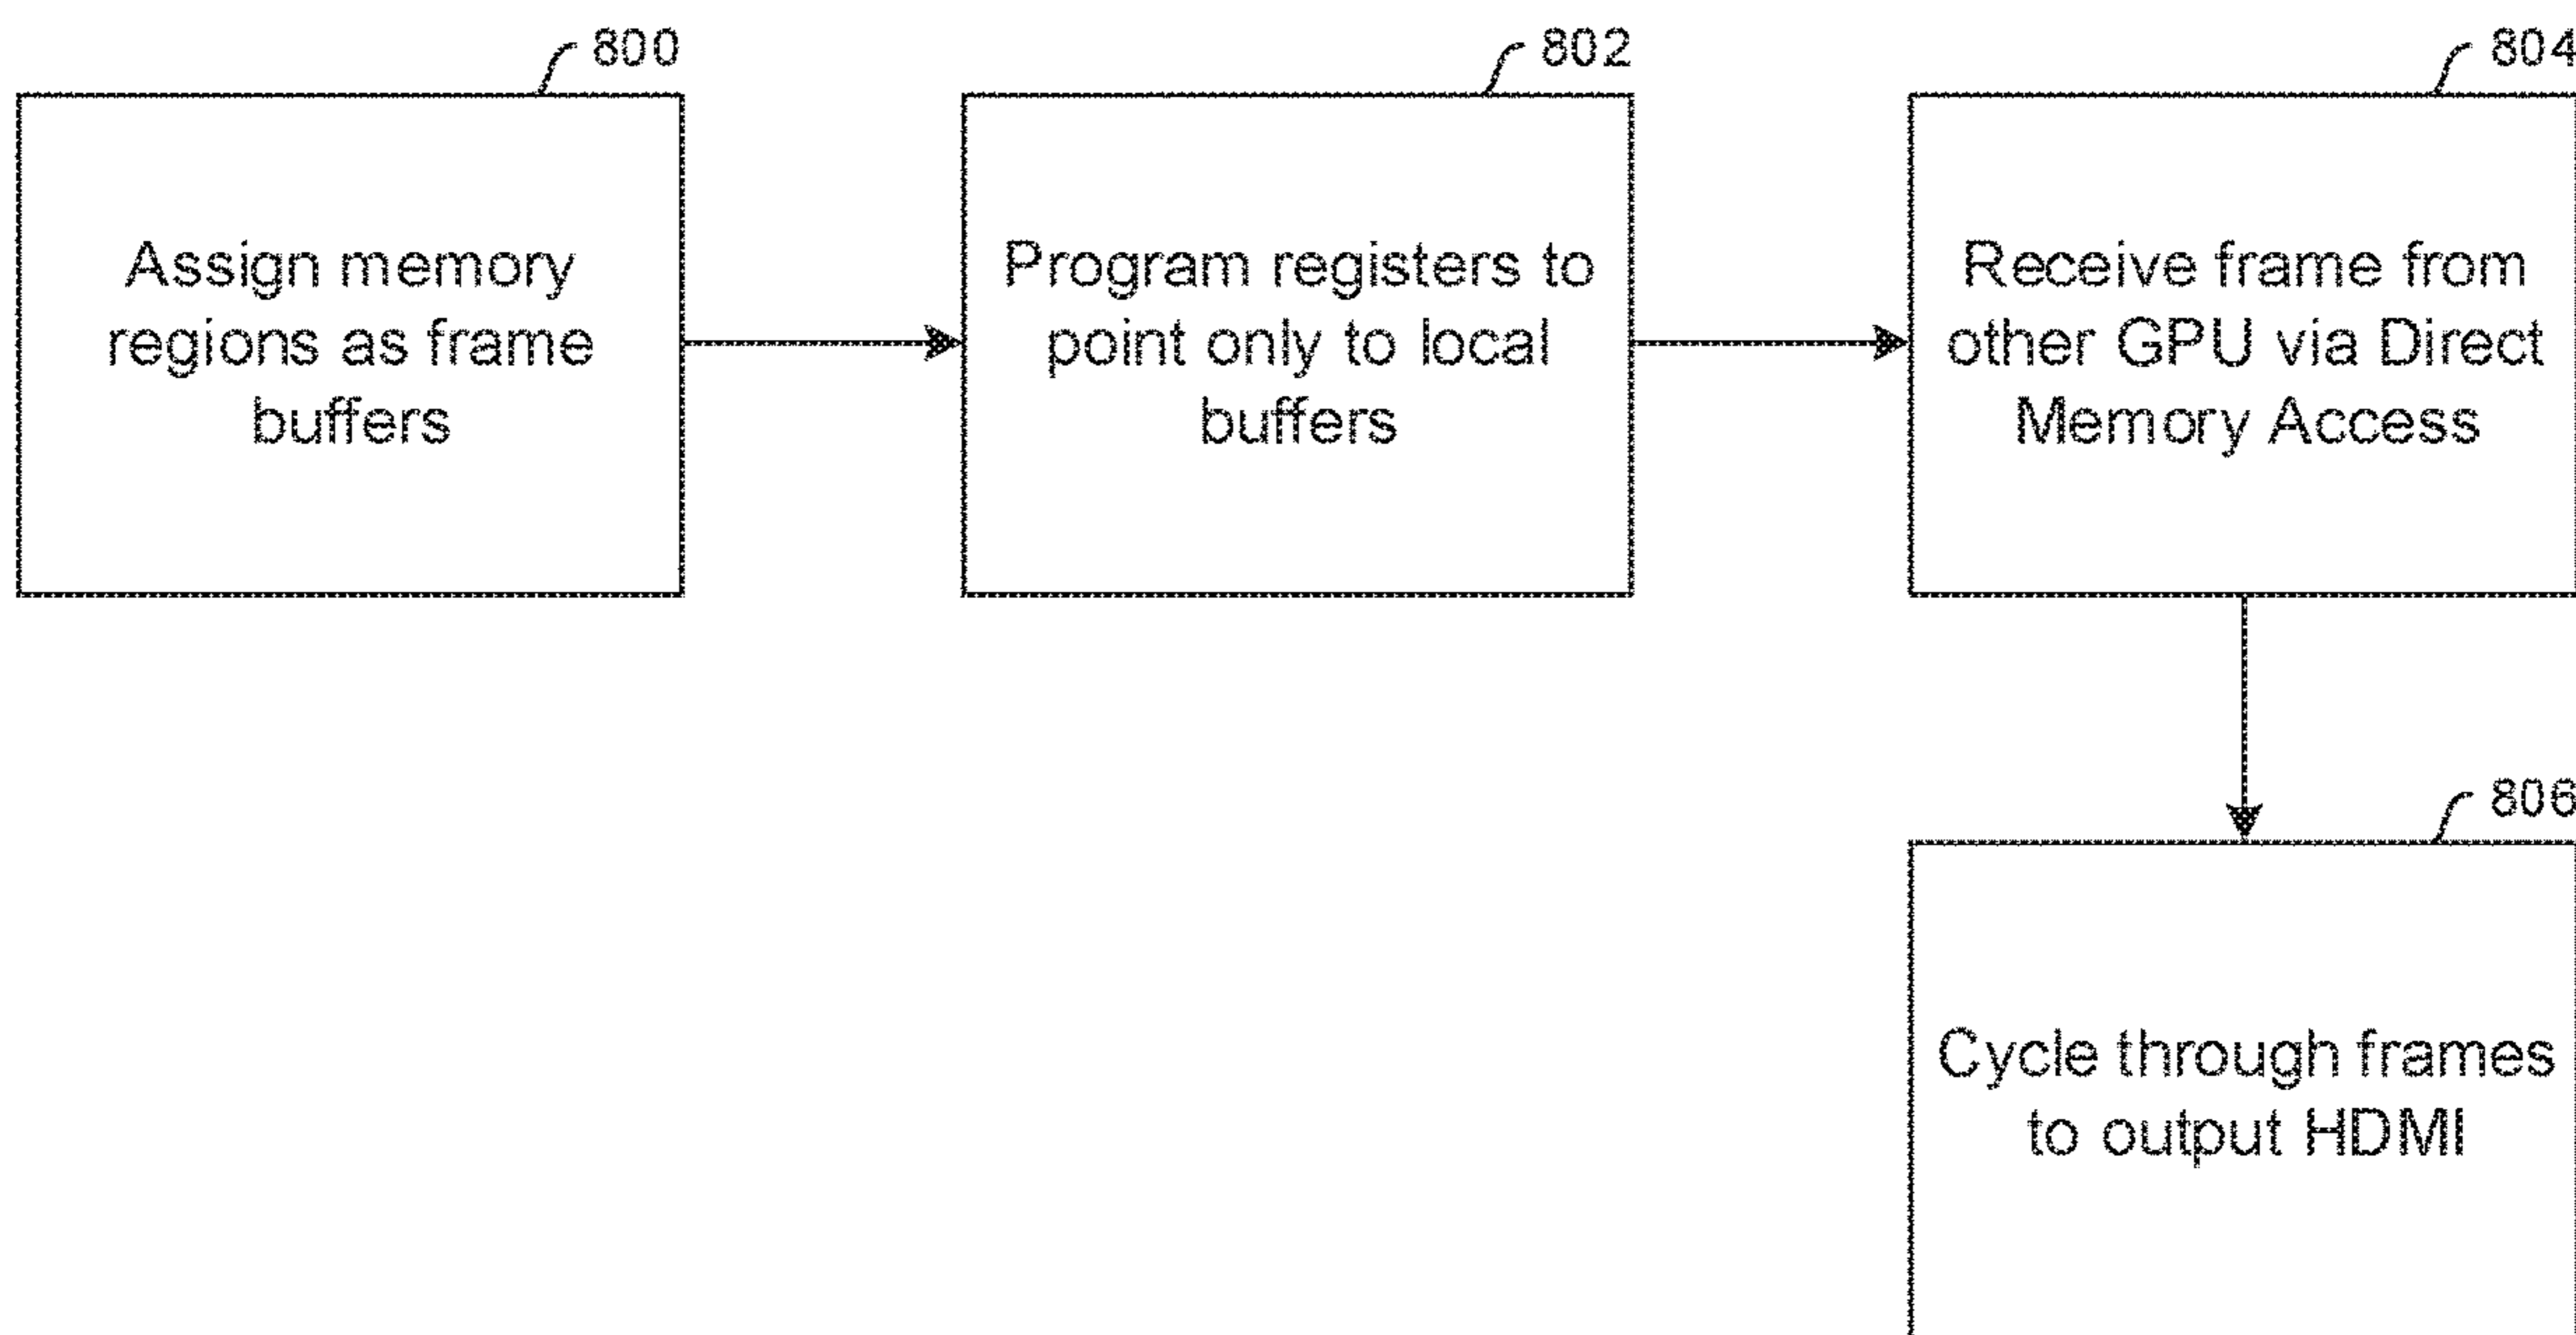 800
Assign memory
regions as frame
buffers
802
Program registers to
point only to local
buffers
804
Receive frame from
other GPU via Direct
Memory Access
806
Cycle through frames
to output HDMI